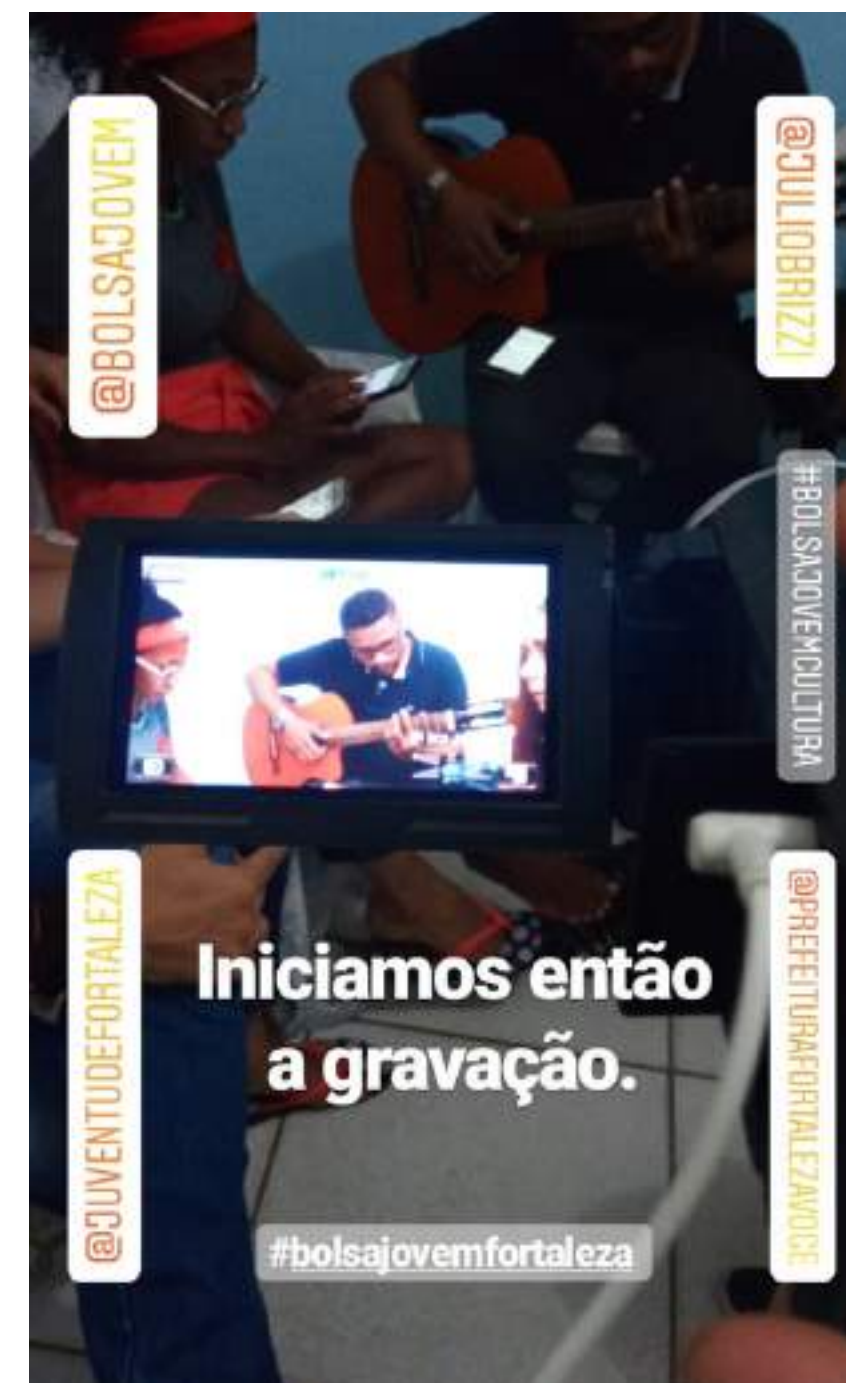 @BOLSAJOVEM
@JULIOBRIZZI
#BOLSAJOVEMCULTURA
@JUVENTUDEFORTALEZA
@PREFEITURAFORTALEZAVOCE
Iniciamos então
a gravação.
#bolsajovemfortaleza